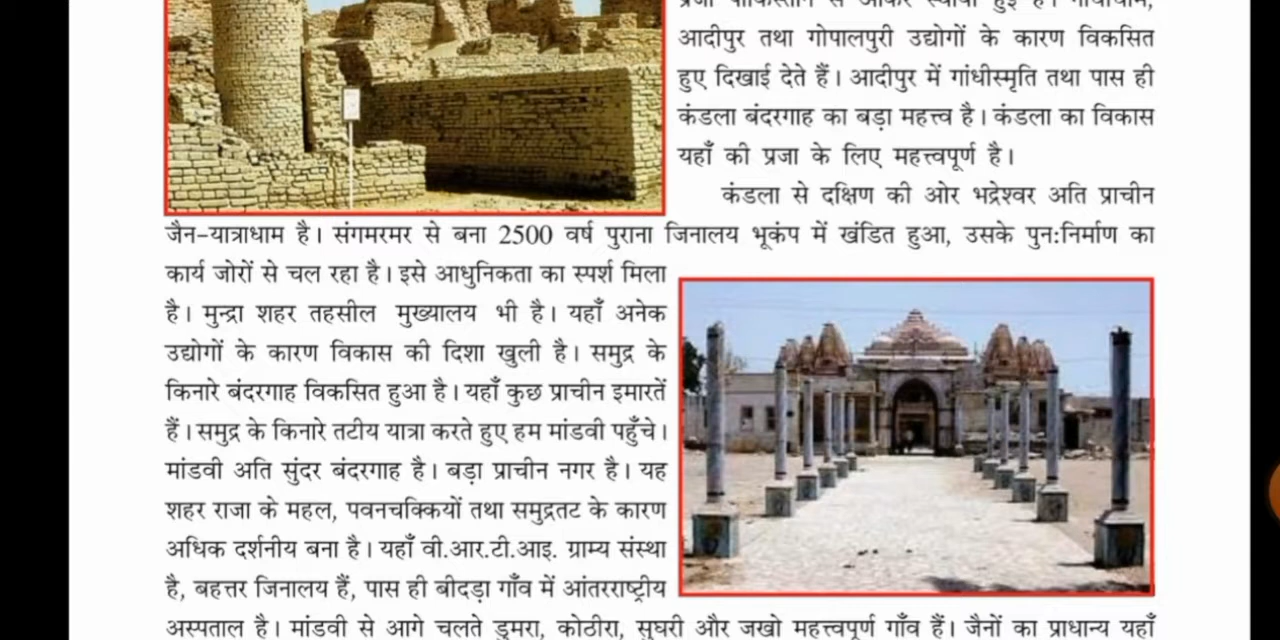 आदीपुर तथा गोपालपुरी उद्योगों के कारण विकसित
हुए दिखाई देते हैं। आदीपुर में गांधीस्मृति तथा पास ही
कंडला बंदरगाह का बड़ा महत्त्व है। कंडला का विकास
यहाँ की प्रजा के लिए महत्त्वपूर्ण है।
कंडला से दक्षिण की ओर भद्रेश्वर अति प्राचीन
जैन-यात्राधाम है। संगमरमर से बना 2500 वर्ष पुराना जिनालय भूकंप में खंडित हुआ, उसके पुन:निर्माण का
कार्य जोरों से चल रहा है। इसे आधुनिकता का स्पर्श मिला
है। मुन्द्रा शहर तहसील मुख्यालय भी है। यहाँ अनेक
उद्योगों के कारण विकास की दिशा खुली है। समुद्र के
किनारे बंदरगाह विकसित हुआ है। यहाँ कुछ प्राचीन इमारतें
हैं। समुद्र के किनारे तटीय यात्रा करते हुए हम मांडवी पहुँचे।
मांडवी अति सुंदर बंदरगाह है। बड़ा प्राचीन नगर है। यह
शहर राजा के महल, पवनचक्कियों तथा समुद्रतट के कारण
अधिक दर्शनीय बना है। यहाँ वी.आर.टी.आइ. ग्राम्य संस्था
है, बहत्तर जिनालय हैं, पास ही बीदड़ा गाँव में आंतरराष्ट्रीय
अस्पताल है। मांडवी से आगे चलते डुमरा, कोठीरा, सुघरी और जखो महत्त्वपूर्ण गाँव हैं। जैनों का प्राधान्य यहाँ